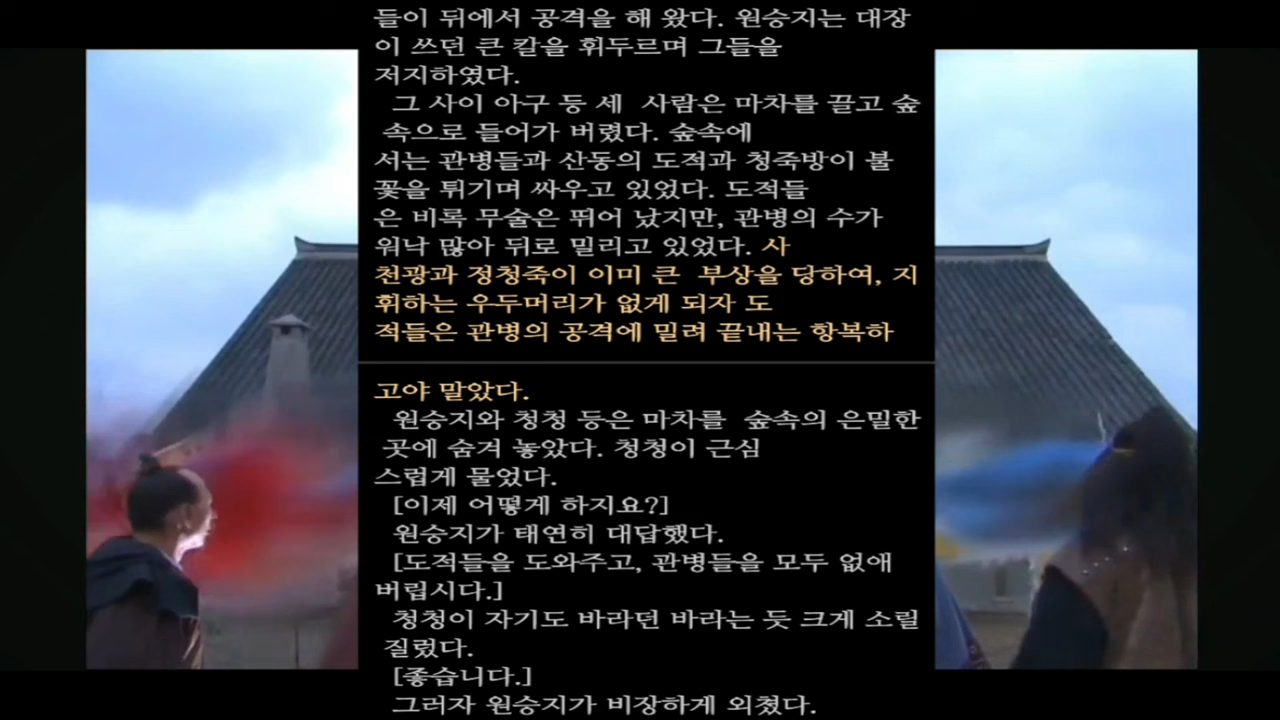 들이 뒤에서 공격을 해 왔다. 원승지는 대장
이 쓰던 큰 칼을 휘두르며 그들을
저지하였다.
그 사이 아구 등 세 사람은 마차를 끌고 숲
속으로 들어가 버렸다. 숲속에
서는 관병들과 산동의 도적과 청죽방이 불
꽃을 튀기며 싸우고 있었다. 도적들
은 비록 무술은 뛰어 났지만, 관병의 수가
워낙 많아 뒤로 밀리고 있었다. 사
천광과 정청죽이 이미 큰 부상을 당하여, 지
휘하는 우두머리가 없게 되자 도
적들은 관병의 공격에 밀려 끝내는 항복하
고야 말았다.
원승지와 청청 등은 마차를 숲속의 은밀한
곳에 숨겨 놓았다. 청청이 근심
스럽게 물었다.
[이제 어떻게 하지요?]
원승지가 태연히 대답했다.
[도적들을 도와주고, 관병들을 모두 없애
버립시다.]
청청이 자기도 바라던 바라는 듯 크게 소릴
질렀다.
[좋습니다.]
그러자 원승지가 비장하게 외쳤다.